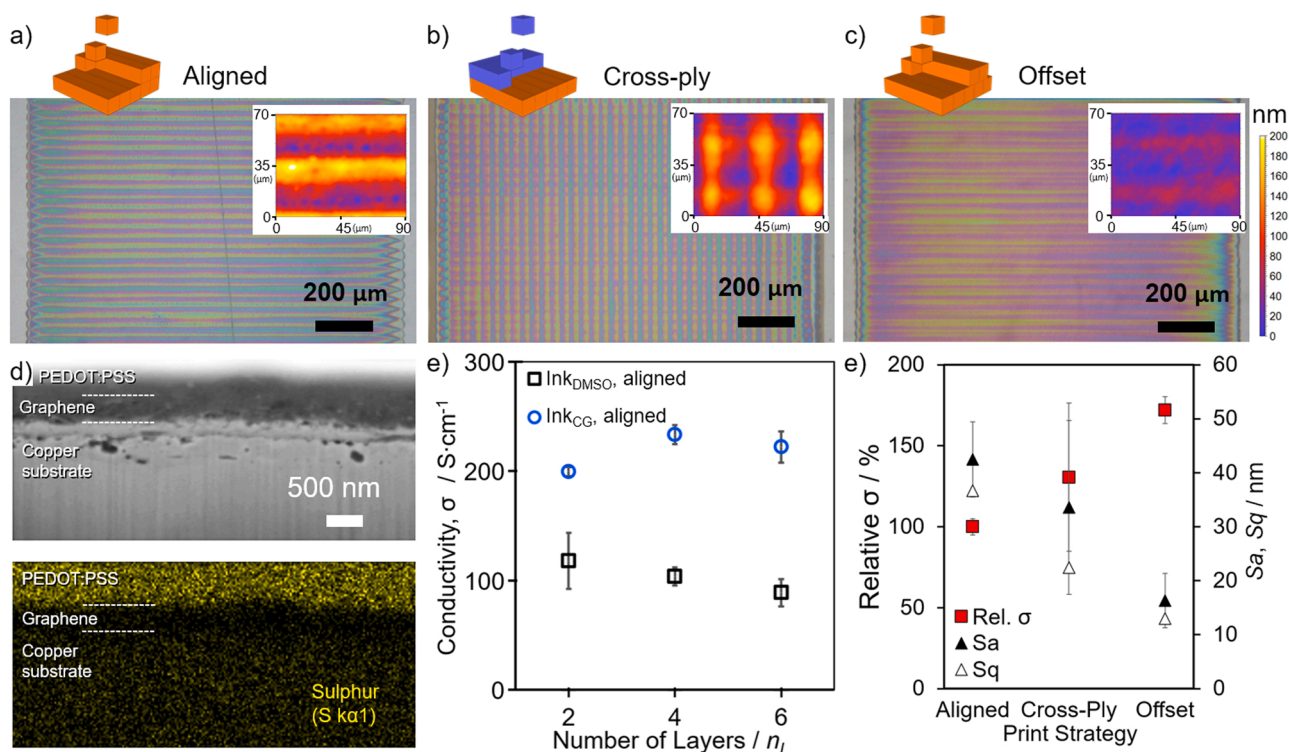 a)
Aligned
b)
Cross-ply
c)
Offset
70
35
(µm)
0
0
45 (µm)
90
200 µm
70
35
(µm)
0
0
45 (µm)
90
200 µm
70
35
(µm)
0
0
45 (µm)
90
200 µm
nm
200
180
160
140
120
100
80
60
40
20
0
d)
PEDOT:PSS
Graphene
Copper
substrate
500 nm
PEDOT:PSS
Graphene
Copper
substrate
Sulphur
(S kα1)
e)
Conductivity, σ / S·cm⁻¹
300
200
100
0
Ink_DMSO, aligned
Ink_CG, aligned
2
4
6
Number of Layers / n_l
e)
Relative σ / %
200
150
100
50
0
Rel. σ
Sa
Sq
60
50
40
30
20
10
0
Sa, Sq / nm
Aligned
Cross-Ply
Offset
Print Strategy